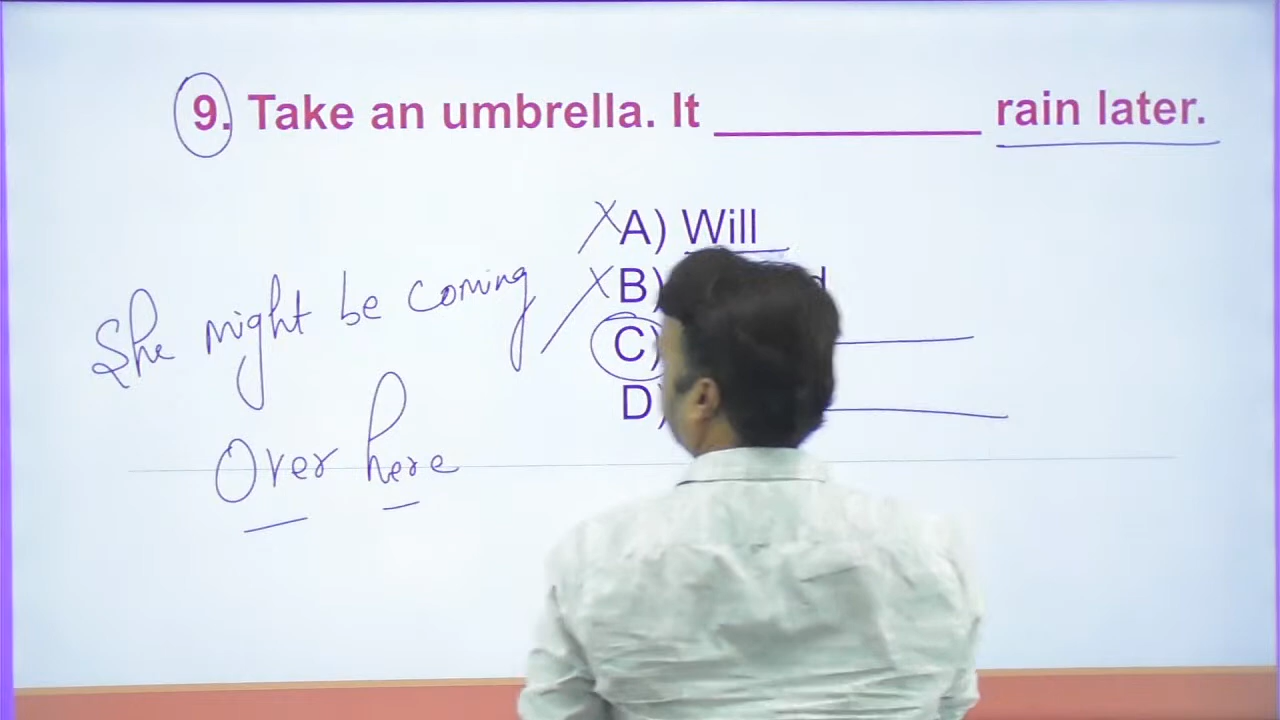 9. Take an umbrella. It __________ rain later.
A) Will
B)
C)
D)
She might be coming
Over here